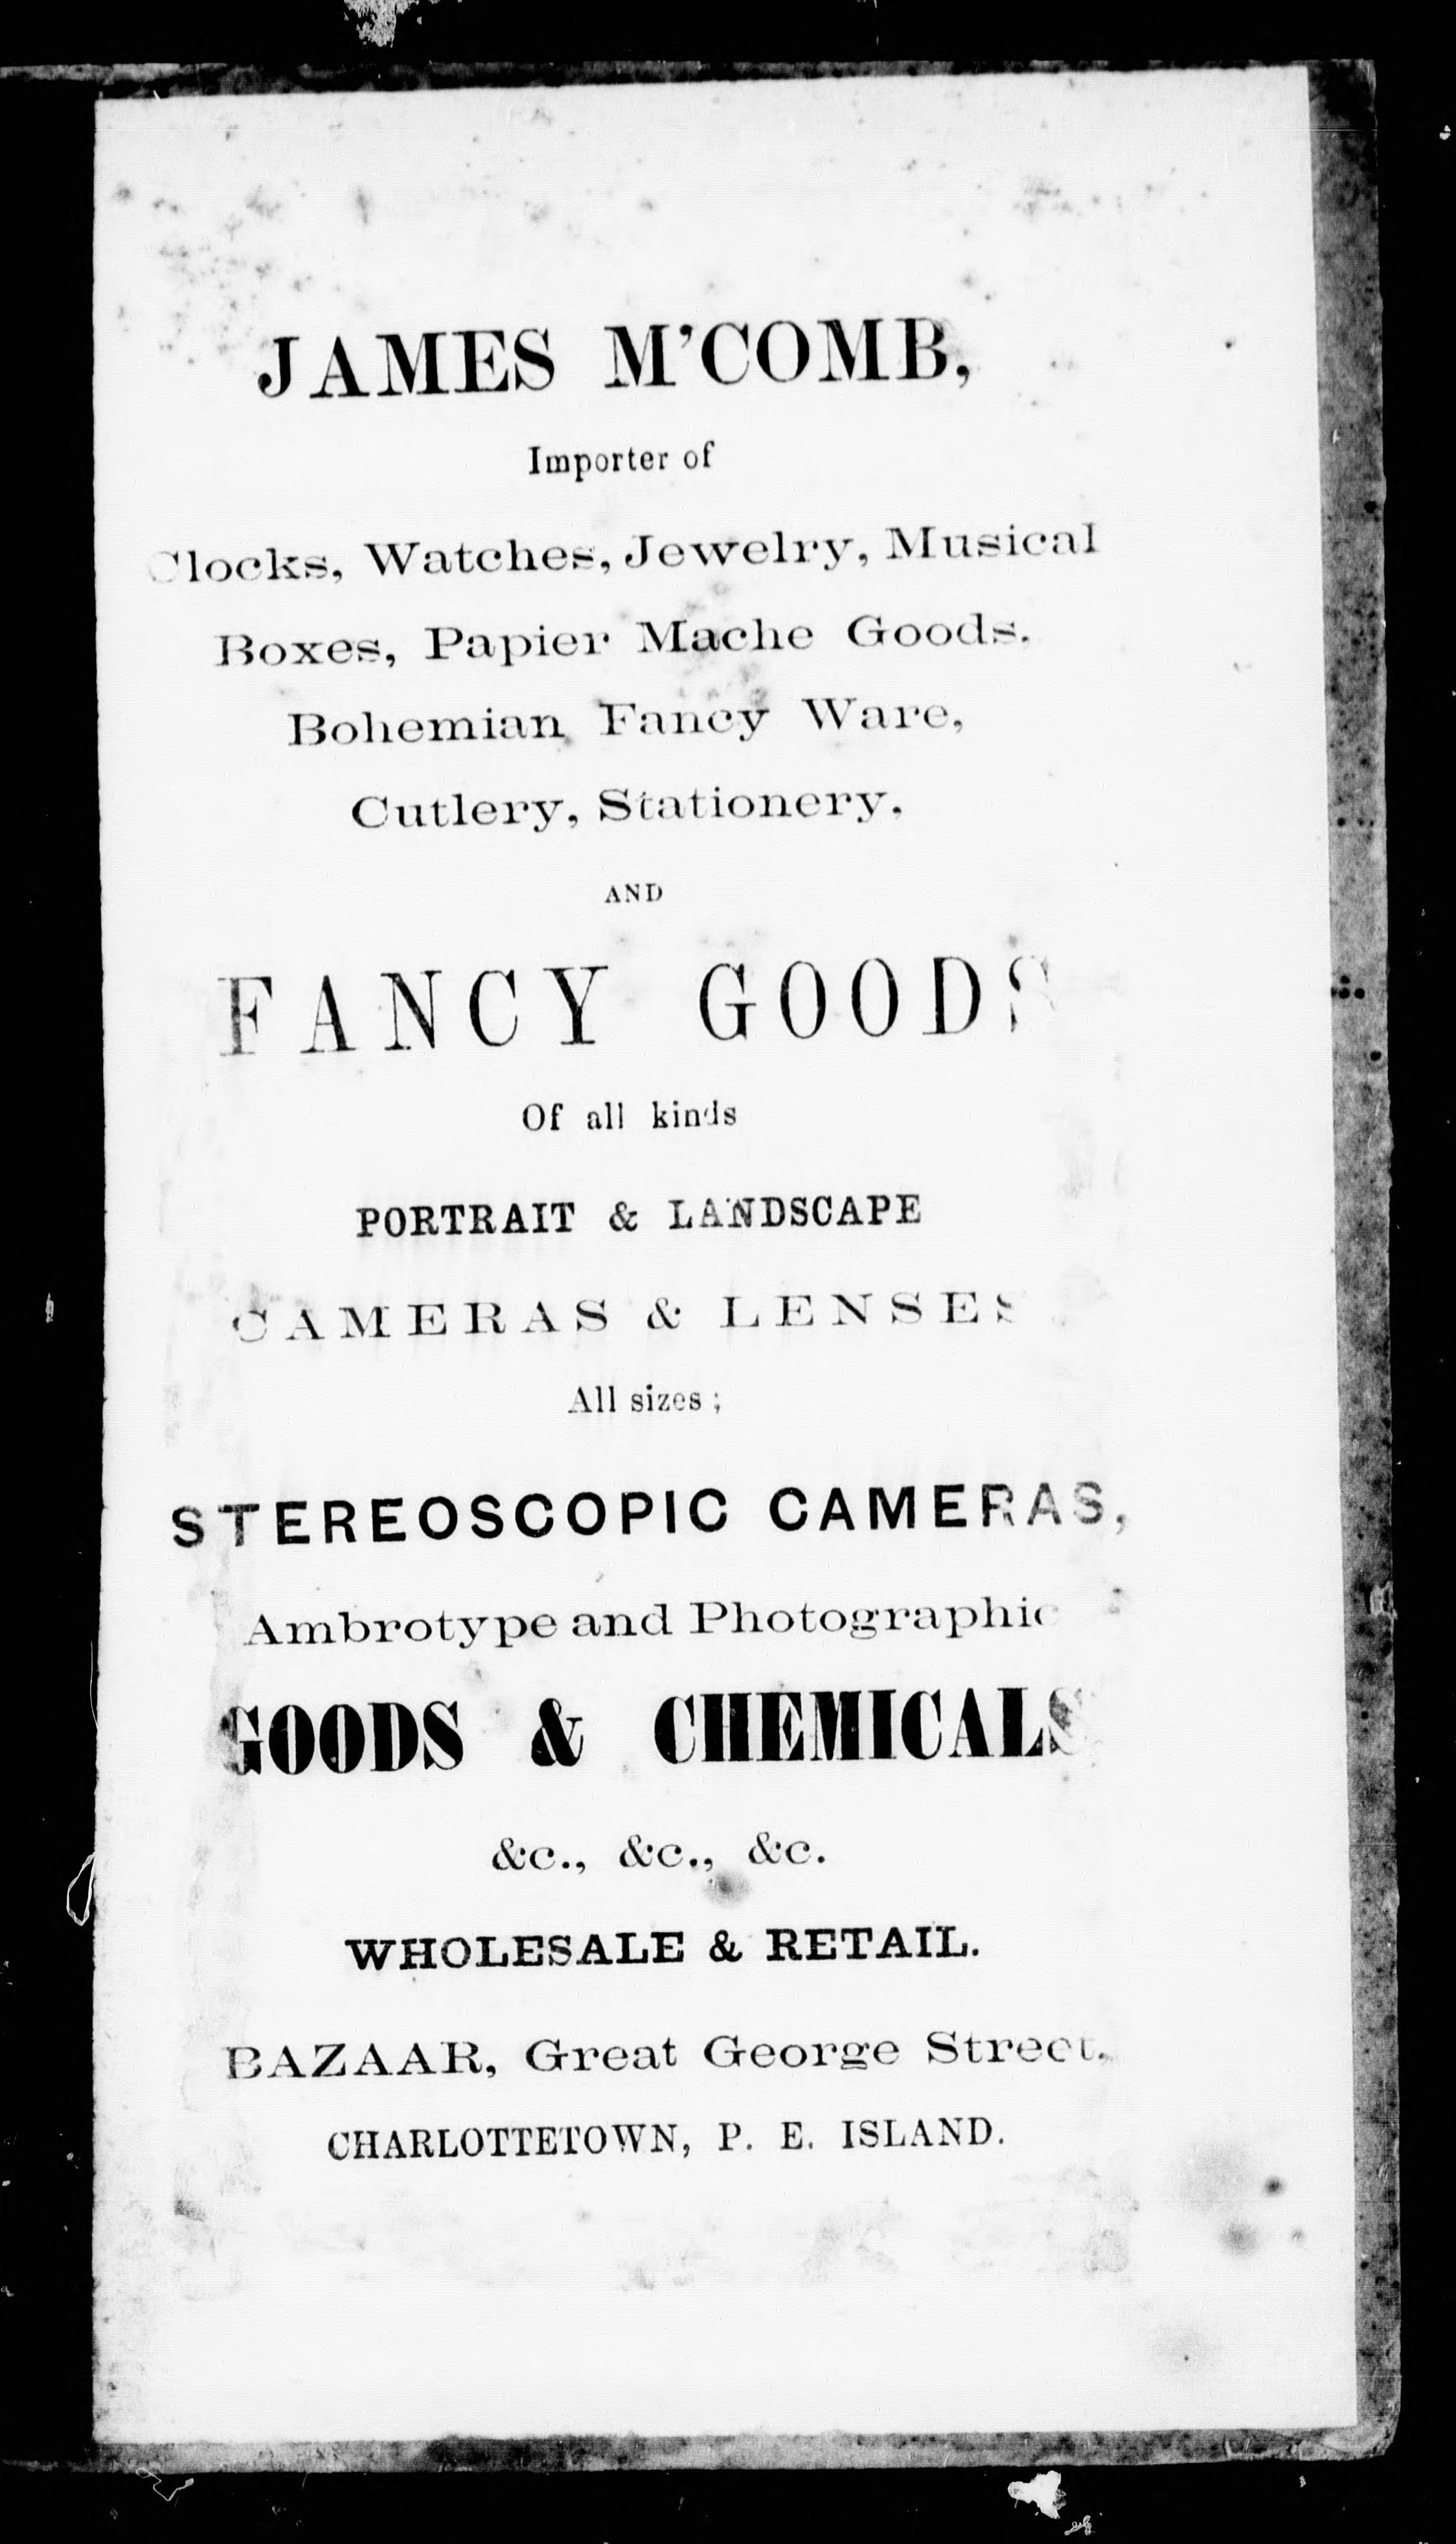 JAMES M'COMB,
Importer of
Clocks, Watches, Jewelry, Musical
Boxes, Papier Mache Goods,
Bohemian Fancy Ware,
Cutlery, Stationery,
AND
FANCY GOODS
Of all kinds
PORTRAIT & LANDSCAPE
CAMERAS & LENSES
All sizes;
STEREOSCOPIC CAMERAS,
Ambrotype and Photographic
GOODS & CHEMICALS
&c., &c., &c.
WHOLESALE & RETAIL.
BAZAAR, Great George Street,
CHARLOTTETOWN, P. E. ISLAND.